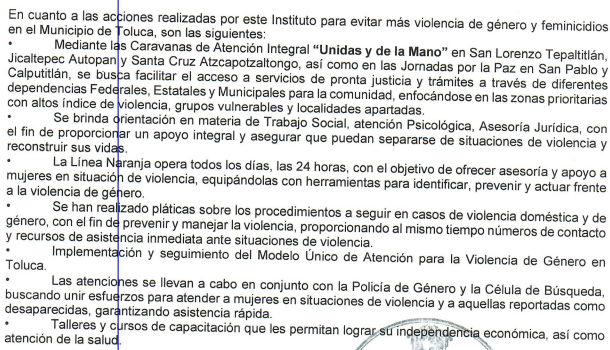 En cuanto a las acciones realizadas por este Instituto para evitar más violencia de género y feminicidios
en el Municipio de Toluca, son las siguientes:
• Mediante las Caravanas de Atención Integral “Unidas y de la Mano” en San Lorenzo Tepaltitlán,
Jicaltepec Autopan y Santa Cruz Atzcapotzaltongo, así como en las Jornadas por la Paz en San Pablo y
Calputitlán, se busca facilitar el acceso a servicios de pronta justicia y trámites a través de diferentes
dependencias Federales, Estatales y Municipales para la comunidad, enfocándose en las zonas prioritarias
con altos índice de violencia, grupos vulnerables y localidades apartadas.
• Se brinda orientación en materia de Trabajo Social, atención Psicológica, Asesoría Jurídica, con
el fin de proporcionar un apoyo integral y asegurar que puedan separarse de situaciones de violencia y
reconstruir sus vidas.
• La Línea Naranja opera todos los días, las 24 horas, con el objetivo de ofrecer asesoría y apoyo a
mujeres en situación de violencia, equipándolas con herramientas para identificar, prevenir y actuar frente
a la violencia de género.
• Se han realizado pláticas sobre los procedimientos a seguir en casos de violencia doméstica y de
género, con el fin de prevenir y manejar la violencia, proporcionando al mismo tiempo números de contacto
y recursos de asistencia inmediata ante situaciones de violencia.
• Implementación y seguimiento del Modelo Único de Atención para la Violencia de Género en
Toluca.
• Las atenciones se llevan a cabo en conjunto con la Policía de Género y la Célula de Búsqueda,
buscando unir esfuerzos para atender a mujeres en situaciones de violencia y a aquellas reportadas como
desaparecidas, garantizando asistencia rápida.
• Talleres y cursos de capacitación que les permitan lograr su independencia económica, así como
atención de la salud.